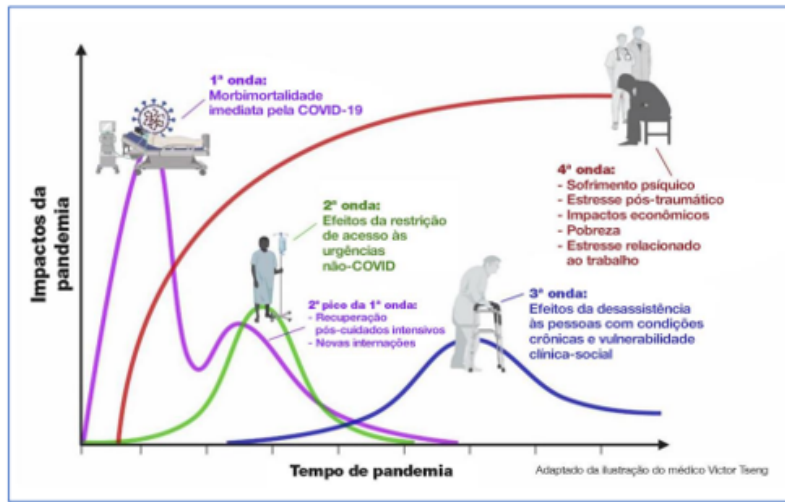 1ª onda:
Morbimortalidade
imediata pela COVID-19
2ª onda:
Efeitos da restrição
de acesso às
urgências
não-COVID
2º pico da 1ª onda:
- Recuperação
pós-cuidados intensivos
- Novas internações
4ª onda:
- Sofrimento psíquico
- Estresse pós-traumático
- Impactos econômicos
- Pobreza
- Estresse relacionado
ao trabalho
3ª onda:
Efeitos da desassistência
às pessoas com condições
crônicas e vulnerabilidade
clínica-social
Impactos da
pandemia
Tempo de pandemia
Adaptado da ilustração do médico Victor Tseng